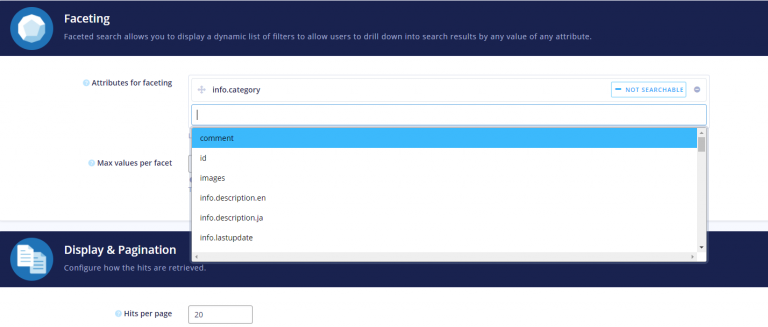 Faceting
Faceted search allows you to display a dynamic list of filters to allow users to drill down into search results by any value of any attribute.
Attributes for faceting
info.category
NOT SEARCHABLE
comment
id
images
info.description.en
info.description.ja
info.lastupdate
Max values per facet
Display & Pagination
Configure how the hits are retrieved.
Hits per page
20